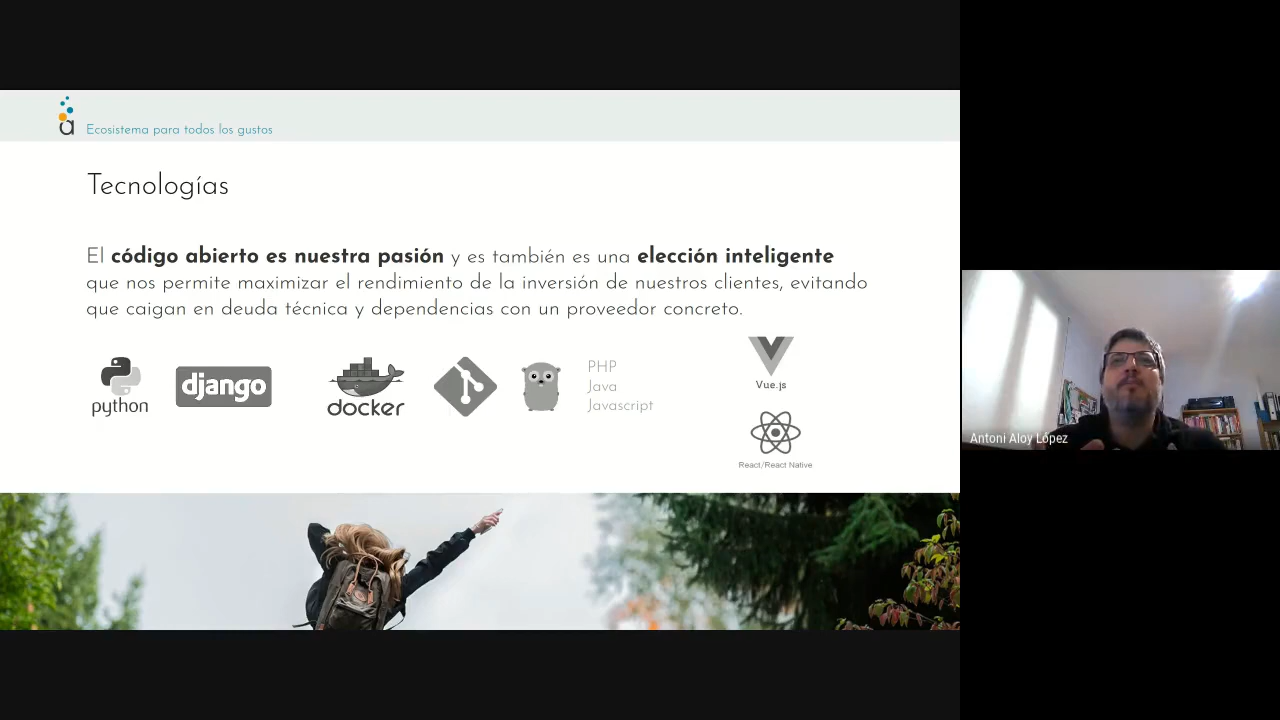 a Ecosistema para todos los gustos
Tecnologías
El código abierto es nuestra pasión y es también es una elección inteligente
que nos permite maximizar el rendimiento de la inversión de nuestros clientes, evitando
que caigan en deuda técnica y dependencias con un proveedor concreto.
python
django
docker
PHP
Java
Javascript
Vue.js
React/React Native
Antoni Aloy López